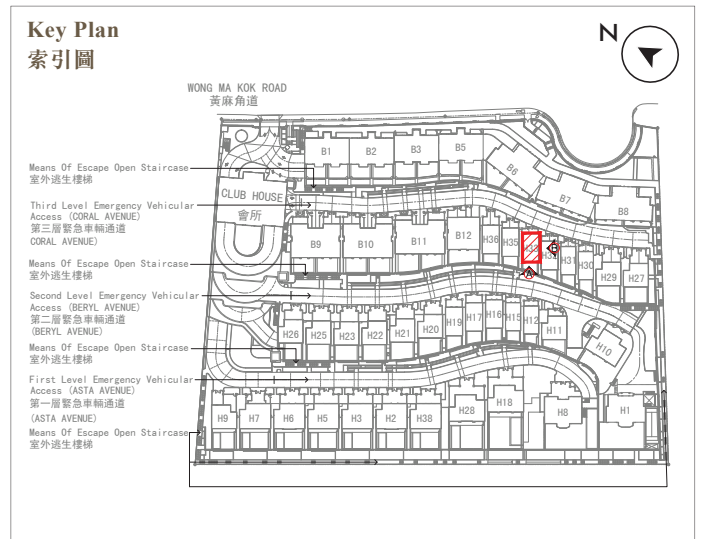 Key Plan
索引圖
N
WONG MA KOK ROAD
黃麻角道
Means Of Escape Open Staircase
室外逃生樓梯
Third Level Emergency Vehicular
Access (CORAL AVENUE)
第三層緊急車輛通道
CORAL AVENUE)
Means Of Escape Open Staircase
室外逃生樓梯
Second Level Emergency Vehicular
Access (BERYL AVENUE)
第二層緊急車輛通道
(BERYL AVENUE)
Means Of Escape Open Staircase
室外逃生樓梯
First Level Emergency Vehicular
Access (ASTA AVENUE)
第一層緊急車輛通道
(ASTA AVENUE)
Means Of Escape Open Staircase
室外逃生樓梯
CLUB HOUSE
會所
B1 B2 B3 B5 B6 B7 B8
B9 B10 B11 B12 H36 H35 H33 H32 H31 H30 H29 H27
B
A
H26 H25 H23 H22 H21 H20 H19 H17 H16 H15 H12 H11 H10
H9 H7 H6 H5 H3 H2 H38 H28 H18 H8 H1